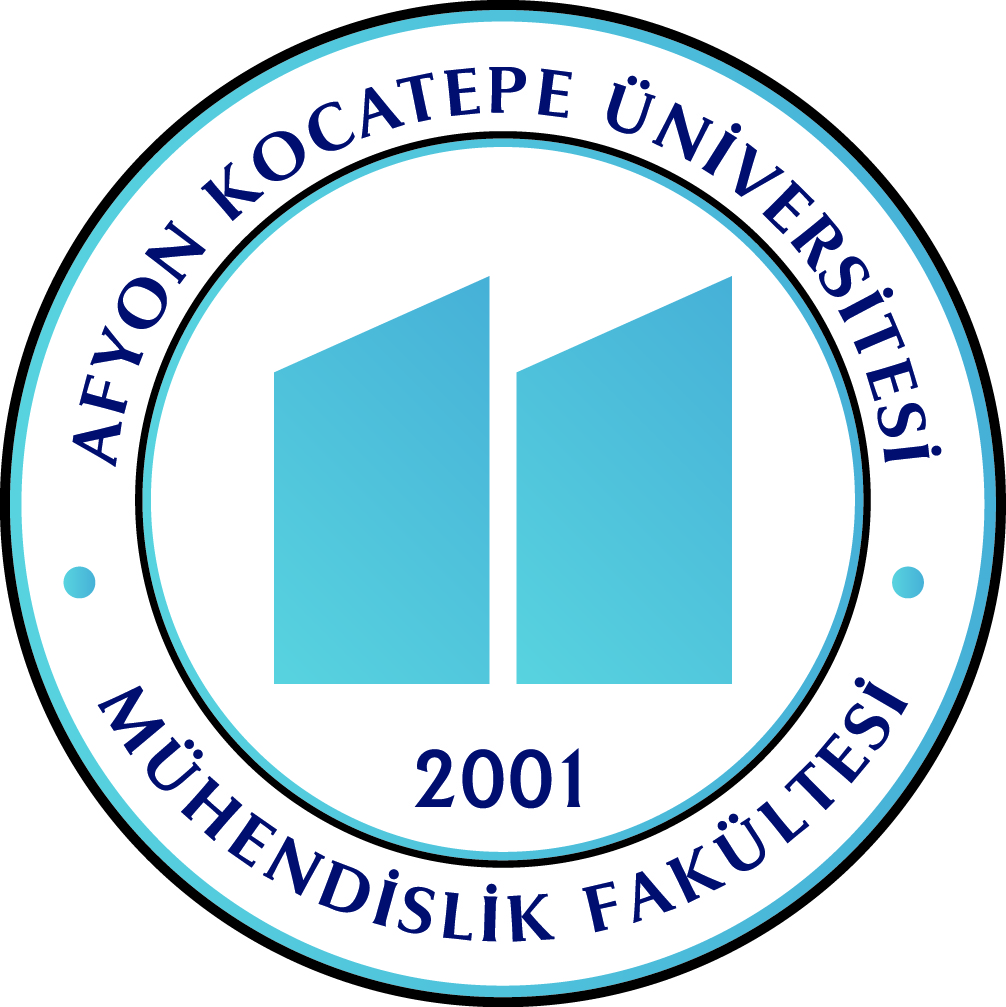 AFYON KOCATEPE ÜNİVERSİTESİ
2001
MÜHENDİSLİK FAKÜLTESİ